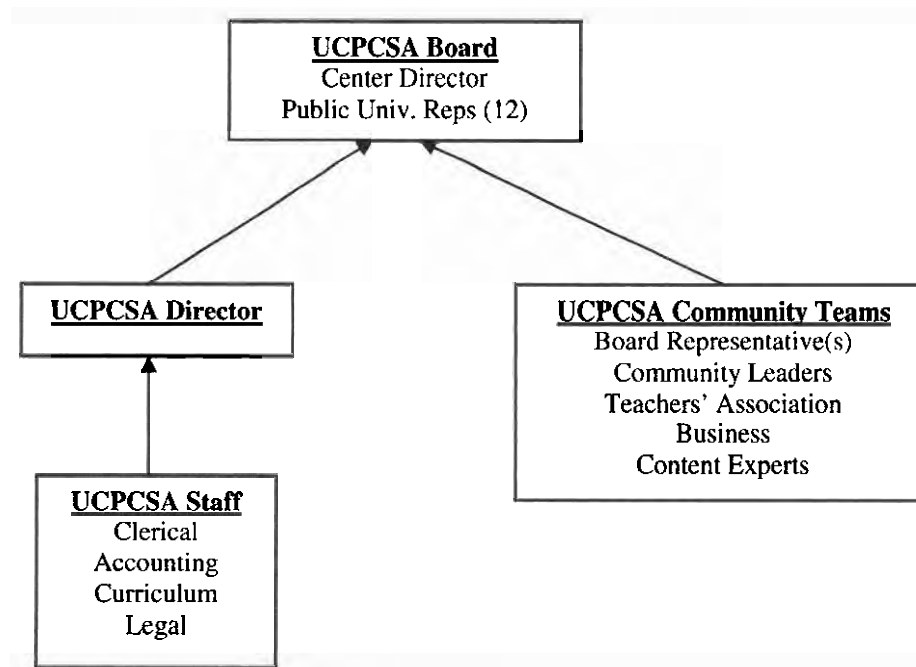 UCPCSA Board
Center Director
Public Univ. Reps (12)
UCPCSA Director
UCPCSA Community Teams
Board Representative(s)
Community Leaders
Teachers' Association
Business
Content Experts
UCPCSA Staff
Clerical
Accounting
Curriculum
Legal